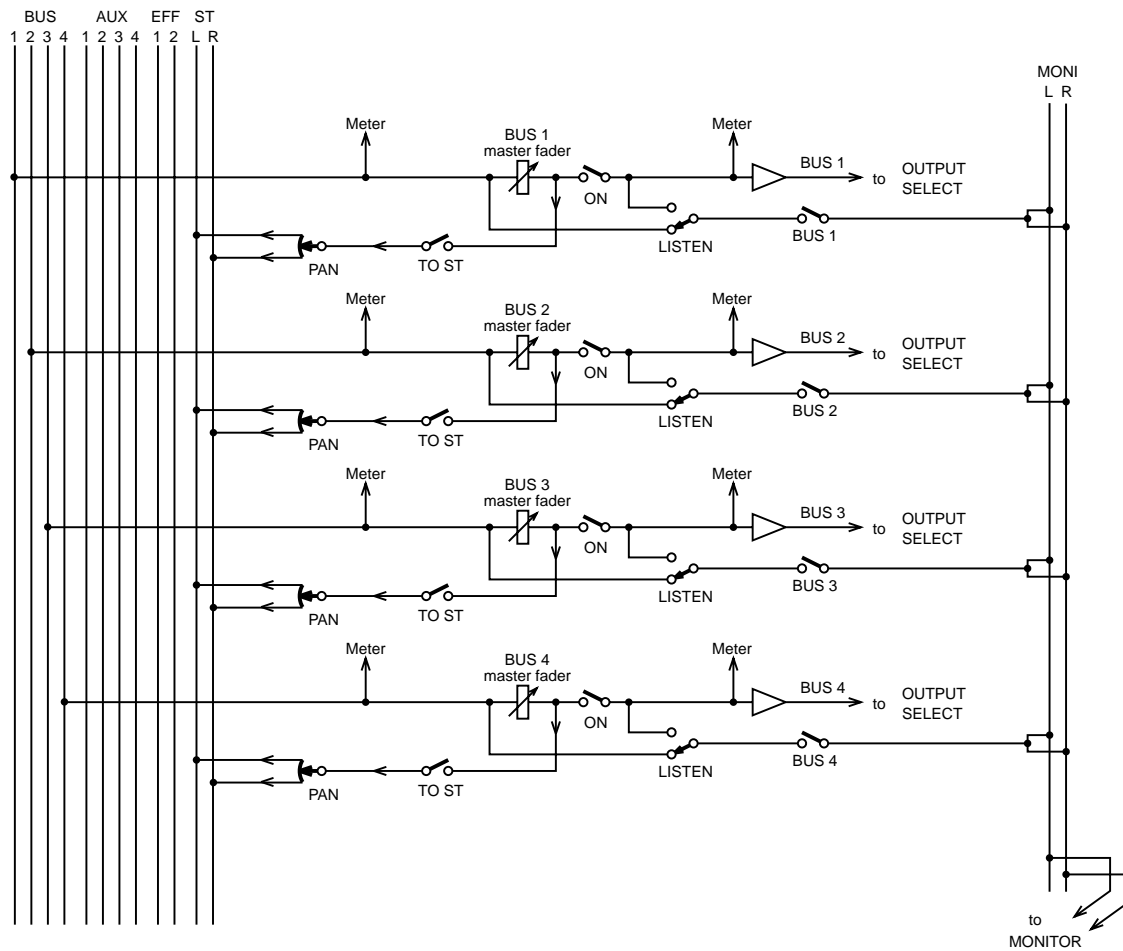 BUS AUX EFF ST
1 2 3 4 1 2 3 4 1 2 L R
MONI
L R
Meter
BUS 1
master fader
Meter
BUS 1
to
OUTPUT
SELECT
ON
LISTEN
BUS 1
PAN
TO ST
Meter
BUS 2
master fader
Meter
BUS 2
to
OUTPUT
SELECT
ON
LISTEN
BUS 2
PAN
TO ST
Meter
BUS 3
master fader
Meter
BUS 3
to
OUTPUT
SELECT
ON
LISTEN
BUS 3
PAN
TO ST
Meter
BUS 4
master fader
Meter
BUS 4
to
OUTPUT
SELECT
ON
LISTEN
BUS 4
PAN
TO ST
to
MONITOR